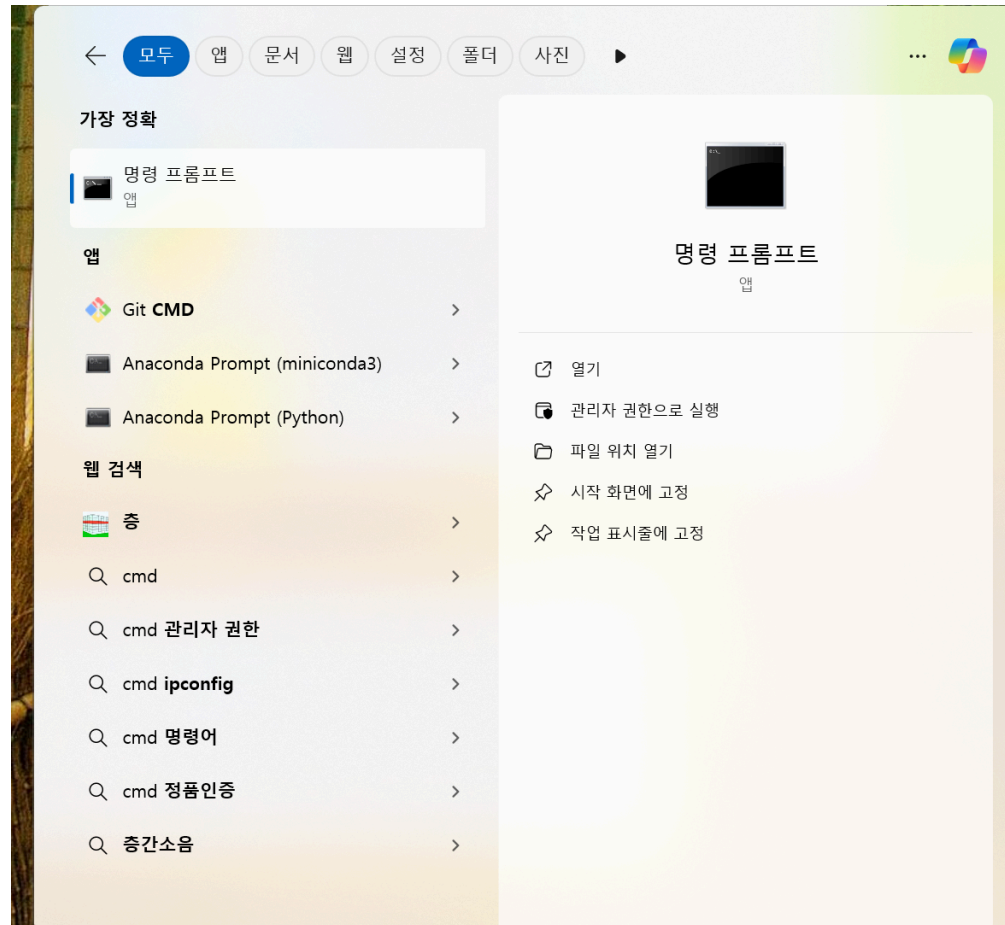 모두 앱 문서 웹 설정 폴더 사진
가장 정확
명령 프롬프트
앱
앱
Git CMD
Anaconda Prompt (miniconda3)
Anaconda Prompt (Python)
웹 검색
층
cmd
cmd 관리자 권한
cmd ipconfig
cmd 명령어
cmd 정품인증
층간소음
명령 프롬프트
앱
열기
관리자 권한으로 실행
파일 위치 열기
시작 화면에 고정
작업 표시줄에 고정